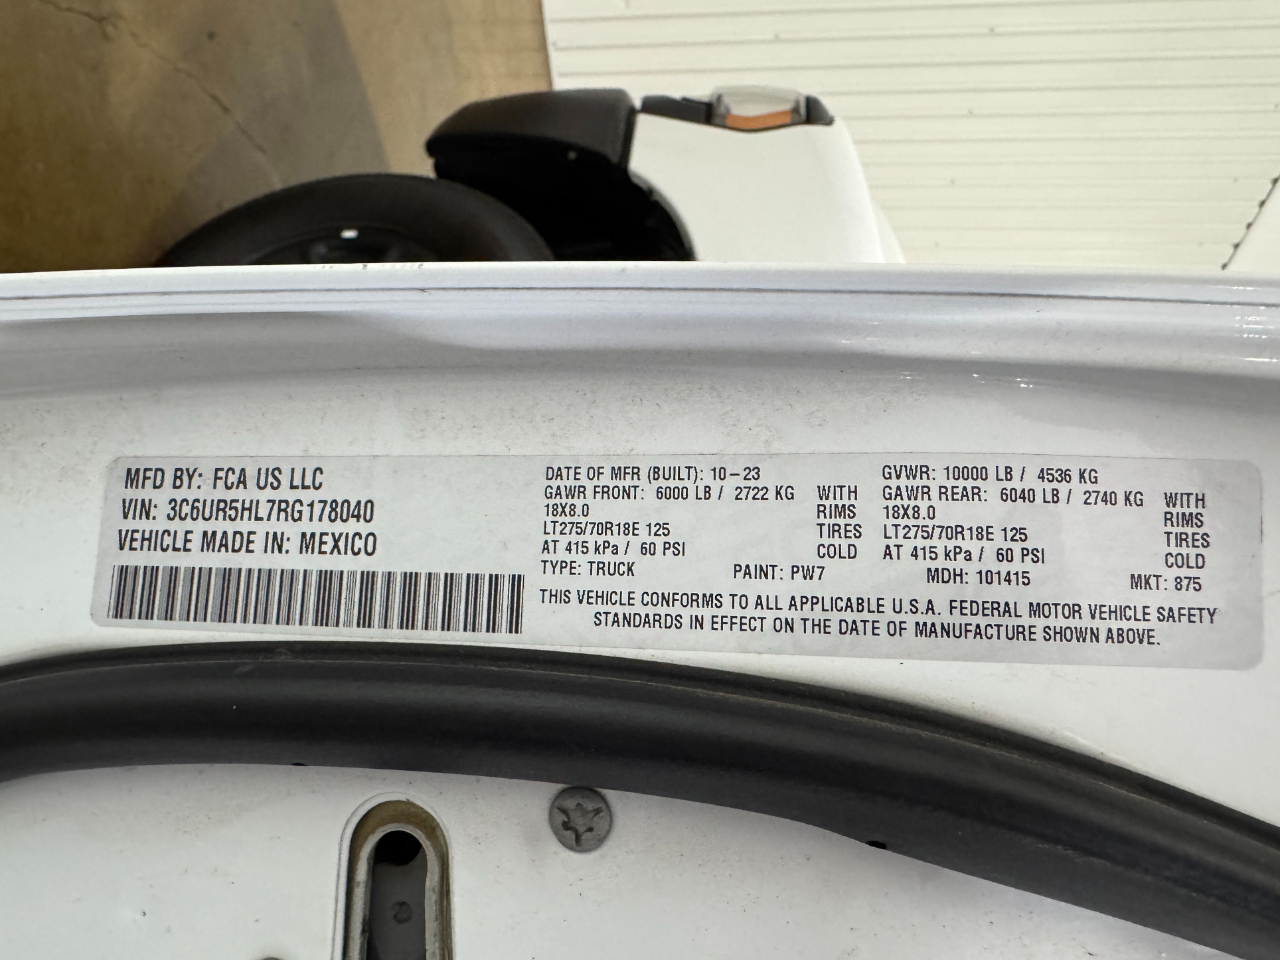 MFD BY: FCA US LLC
VIN: 3C6UR5HL7RG178040
VEHICLE MADE IN: MEXICO
DATE OF MFR (BUILT): 10-23
GAWR FRONT: 6000 LB / 2722 KG WITH
18X8.0 RIMS
LT275/70R18E 125 TIRES
AT 415 kPa / 60 PSI COLD
TYPE: TRUCK PAINT: PW7
GVWR: 10000 LB / 4536 KG
GAWR REAR: 6040 LB / 2740 KG WITH
18X8.0 RIMS
LT275/70R18E 125 TIRES
AT 415 kPa / 60 PSI COLD
MDH: 101415 MKT: 875
THIS VEHICLE CONFORMS TO ALL APPLICABLE U.S.A. FEDERAL MOTOR VEHICLE SAFETY
STANDARDS IN EFFECT ON THE DATE OF MANUFACTURE SHOWN ABOVE.